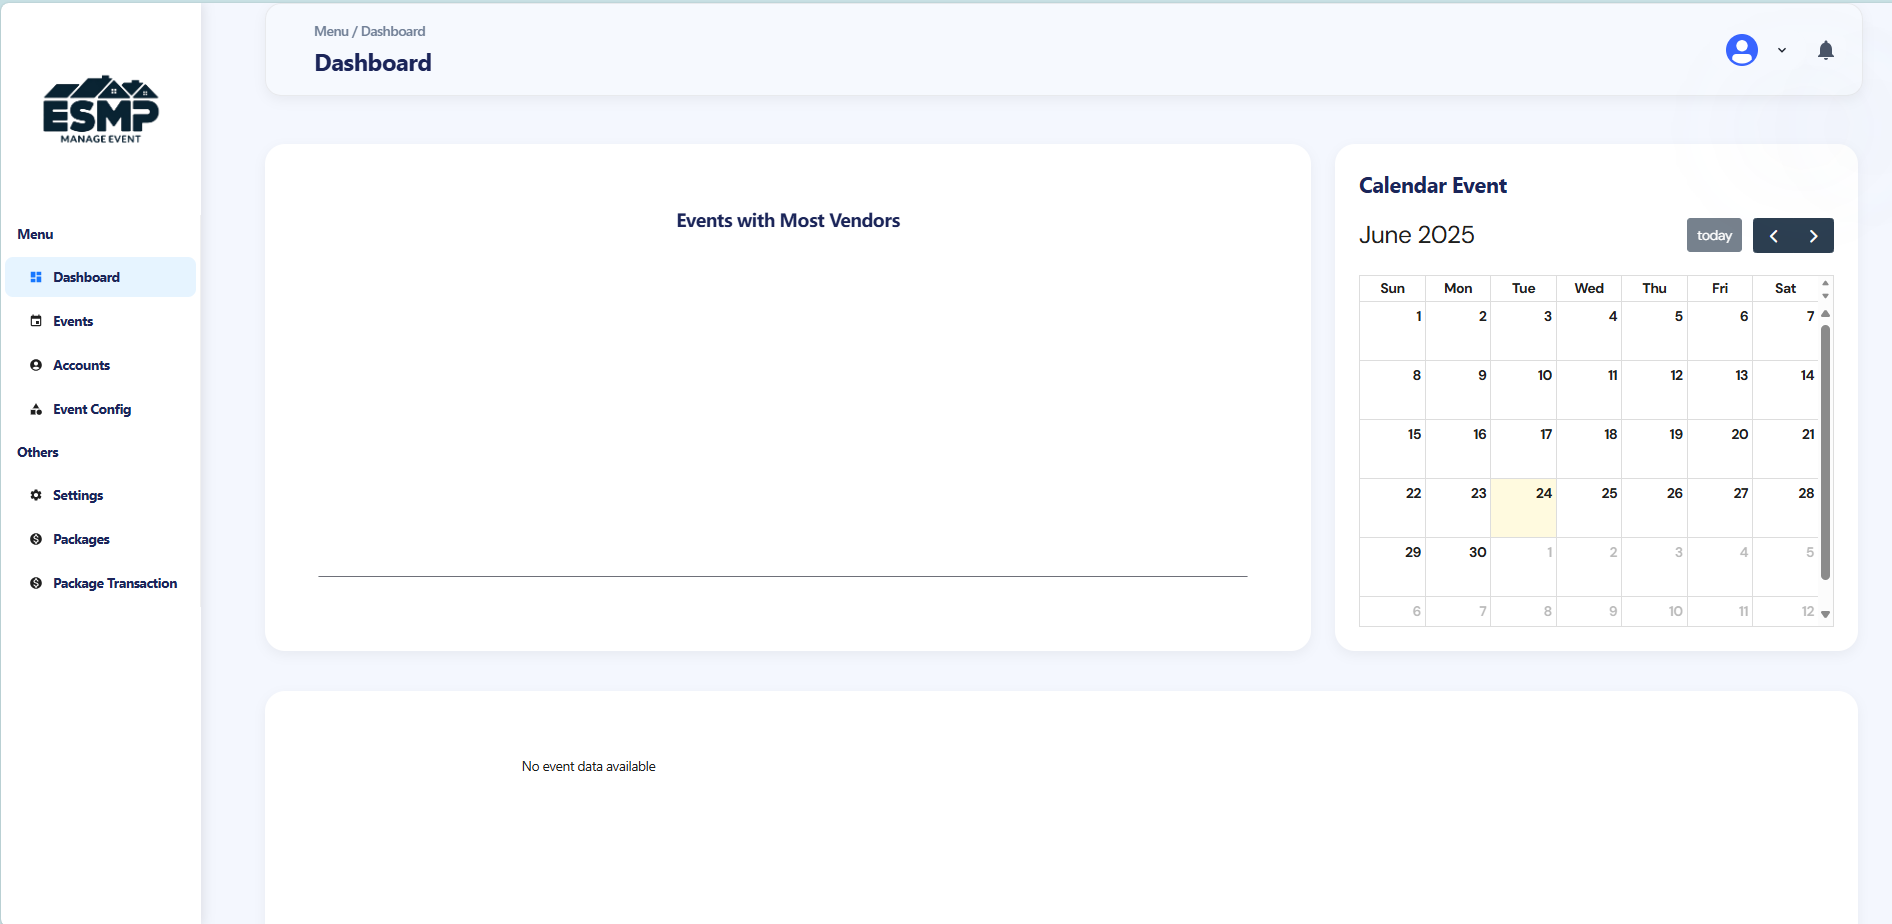 ESMP
MANAGE EVENT
Menu
Dashboard
Events
Accounts
Event Config
Others
Settings
Packages
Package Transaction
Menu / Dashboard
Dashboard
Events with Most Vendors
Calendar Event
June 2025
today
Sun Mon Tue Wed Thu Fri Sat
1 2 3 4 5 6 7
8 9 10 11 12 13 14
15 16 17 18 19 20 21
22 23 24 25 26 27 28
29 30 1 2 3 4 5
6 7 8 9 10 11 12
No event data available